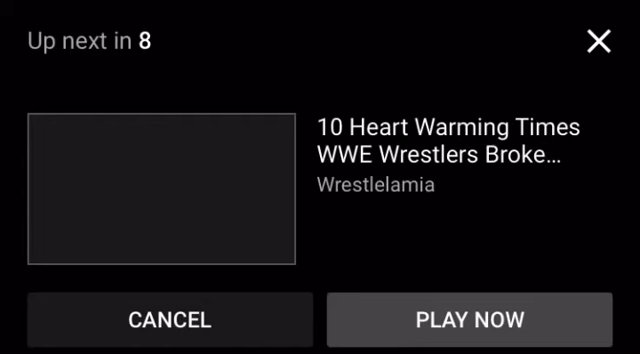 Up next in 8
10 Heart Warming Times
WWE Wrestlers Broke...
Wrestlelamia
CANCEL
PLAY NOW